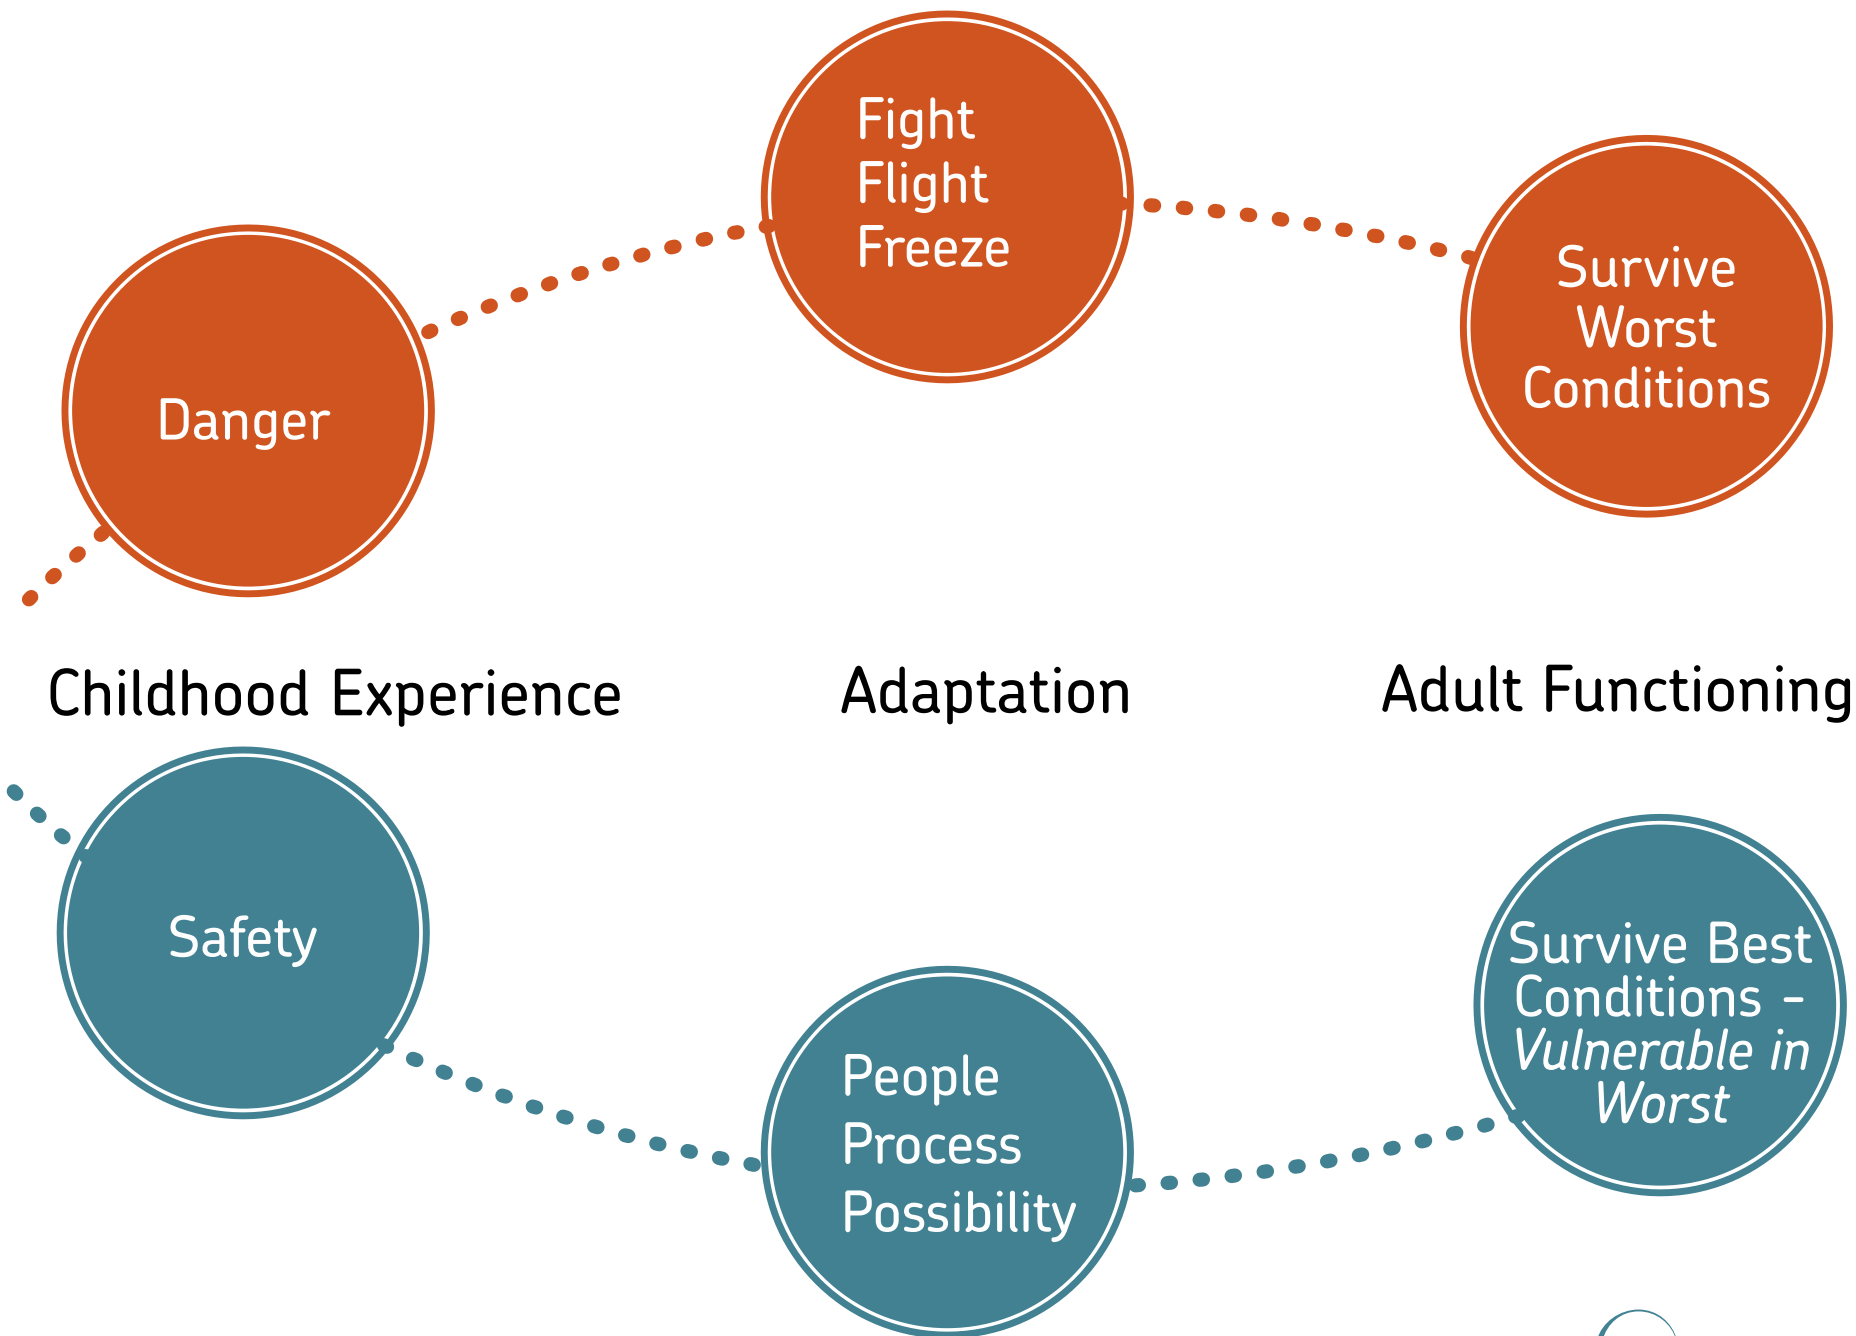 Fight
Flight
Freeze
Survive
Worst
Conditions
Danger
Childhood Experience
Adaptation
Adult Functioning
Safety
Survive Best
Conditions -
Vulnerable in
Worst
People
Process
Possibility